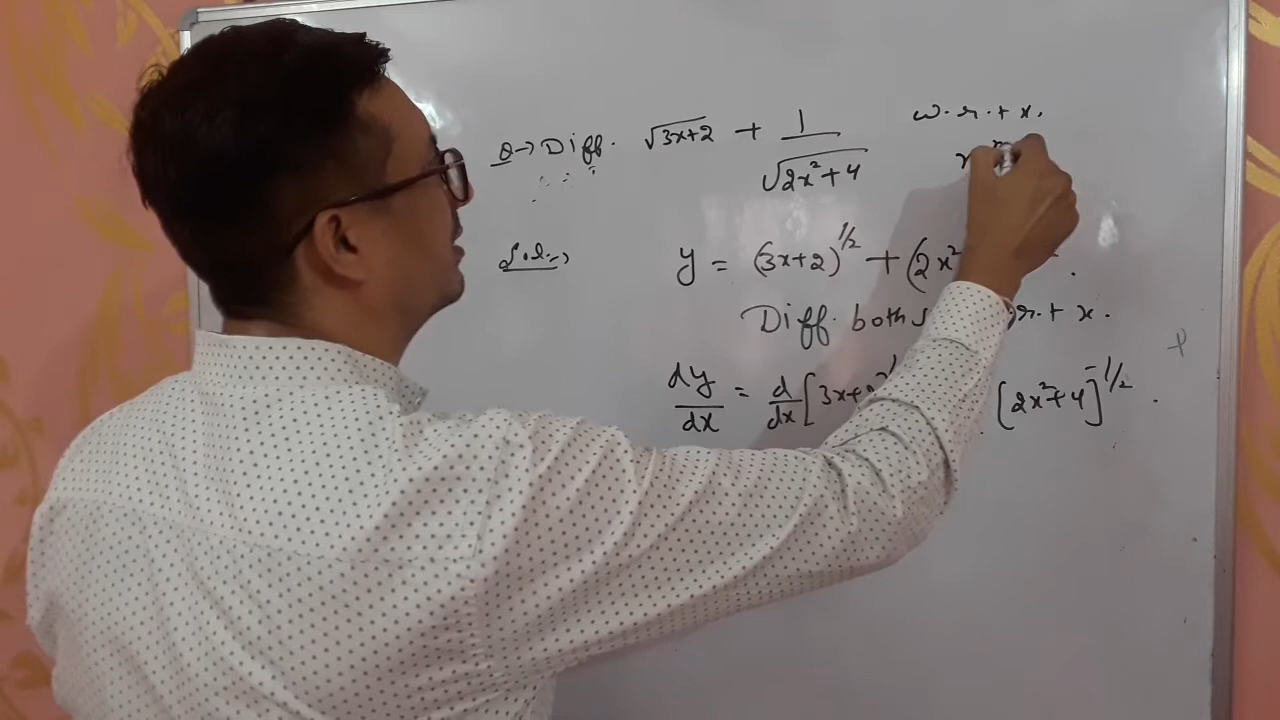 Q→ Diff. √3x+2 + 1/√2x²+4 w.r.t x.
Sol:→ y = (3x+2)^1/2 + (2x²
Diff. both r.t x.
dy/dx = d/dx [3x+2 [2x²+4]^-1/2 .